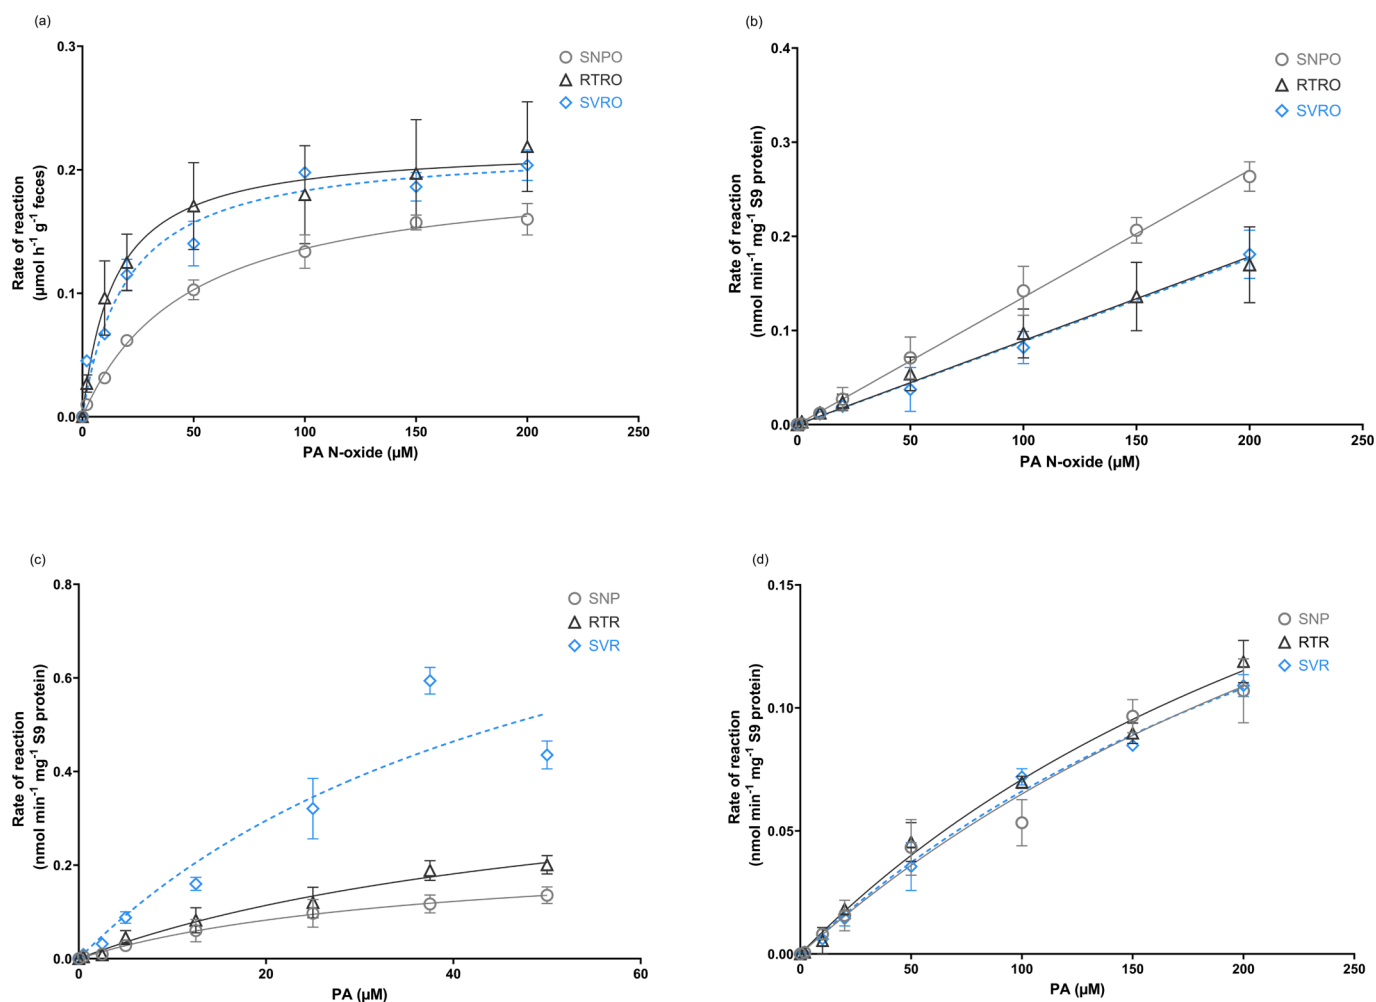 (a)
0.3
0.2
0.1
0.0
0 50 100 150 200 250
Rate of reaction
(µmol h⁻¹ g⁻¹ feces)
PA N-oxide (µM)
SNPO
RTRO
SVRO
(b)
0.4
0.3
0.2
0.1
0.0
0 50 100 150 200 250
Rate of reaction
(nmol min⁻¹ mg⁻¹ S9 protein)
PA N-oxide (µM)
SNPO
RTRO
SVRO
(c)
0.8
0.6
0.4
0.2
0.0
0 20 40 60
Rate of reaction
(nmol min⁻¹ mg⁻¹ S9 protein)
PA (µM)
SNP
RTR
SVR
(d)
0.15
0.10
0.05
0.00
0 50 100 150 200 250
Rate of reaction
(nmol min⁻¹ mg⁻¹ S9 protein)
PA (µM)
SNP
RTR
SVR